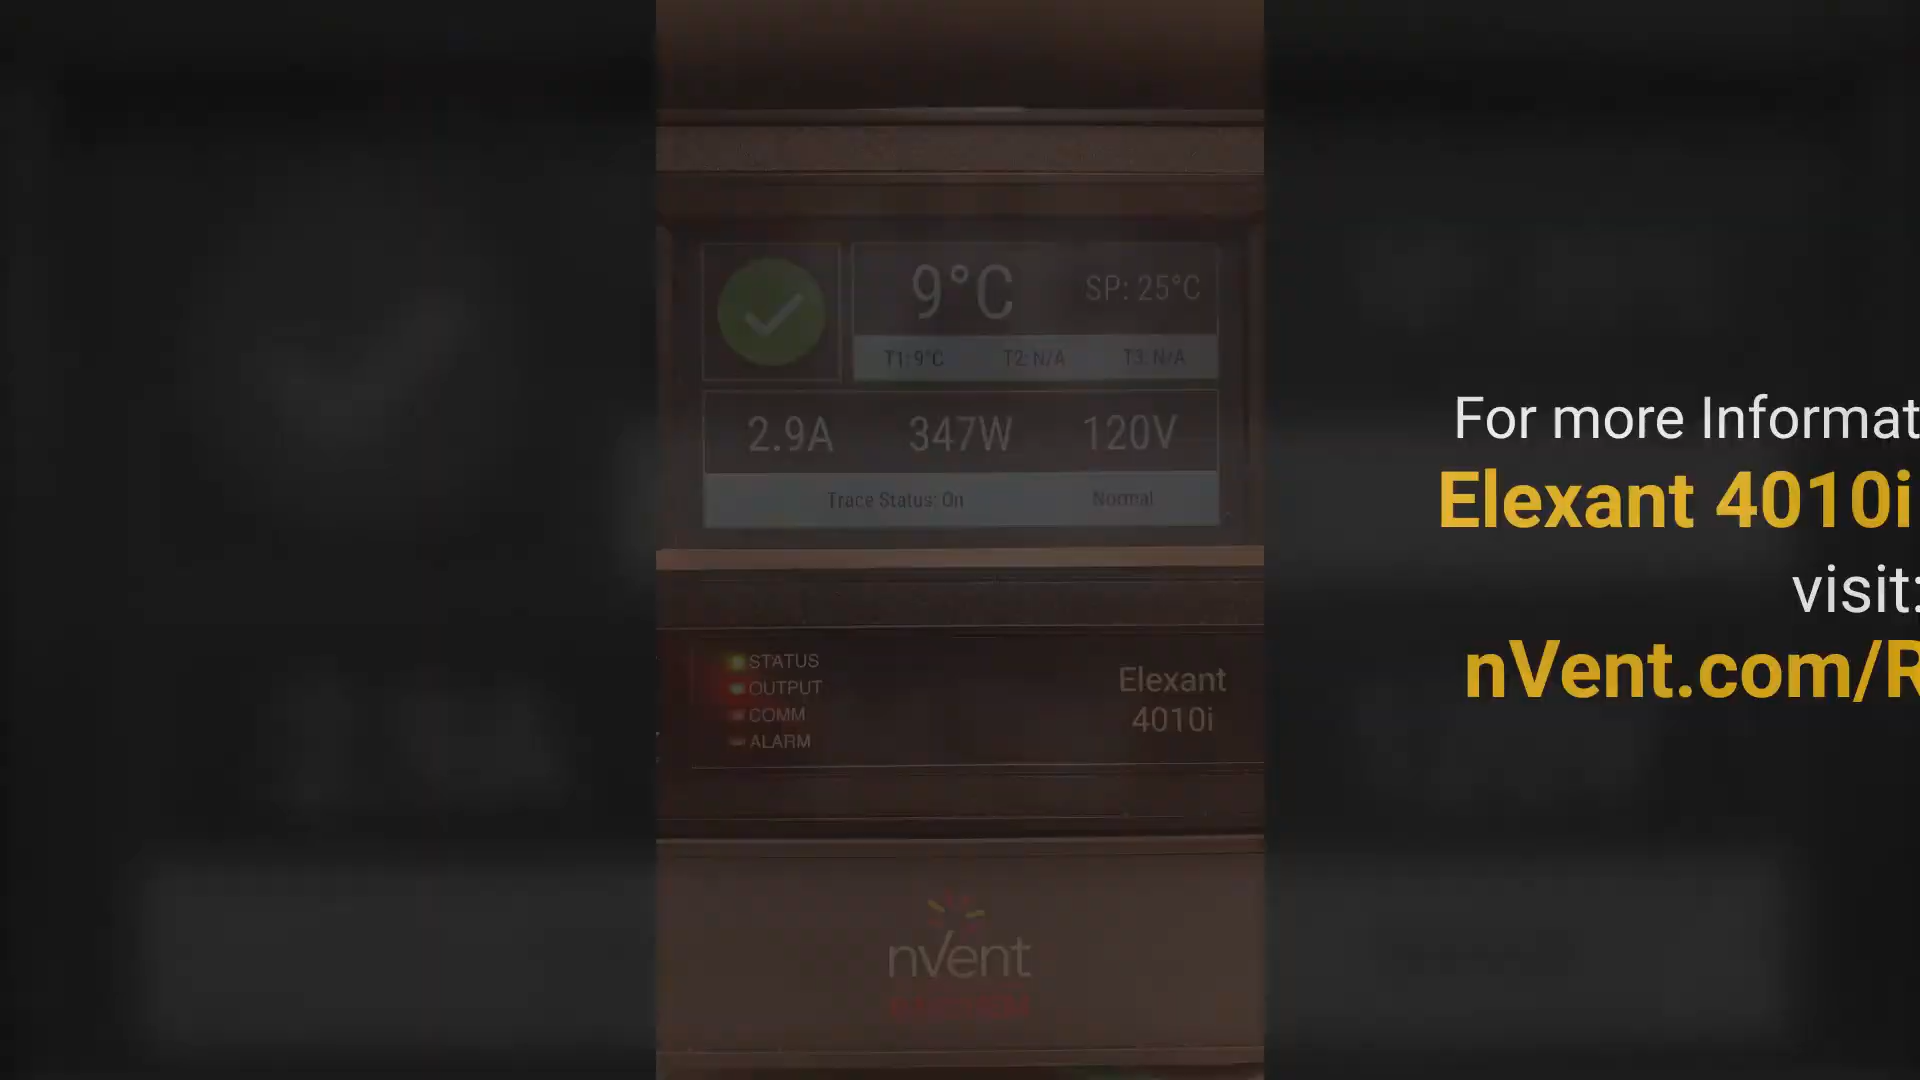 9°C SP: 25°C
T1: 9°C T2: N/A T3: N/A
2.9A 347W 120V
Trace Status: On Normal
STATUS
OUTPUT
COMM
ALARM
Elexant
4010i
nVent
For more Informat
Elexant 4010i
visit:
nVent.com/R